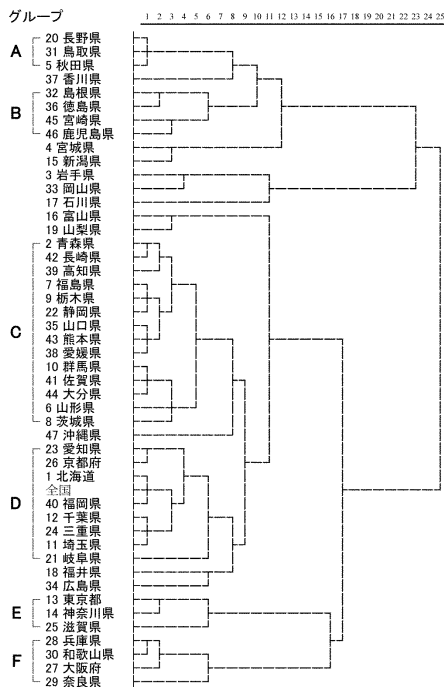 グループ
1 2 3 4 5 6 7 8 9 10 11 12 13 14 15 16 17 18 19 20 21 22 23 24 25
20 長野県
A 31 鳥取県
5 秋田県
37 香川県
32 島根県
B 36 徳島県
45 宮崎県
46 鹿児島県
4 宮城県
15 新潟県
3 岩手県
33 岡山県
17 石川県
16 富山県
19 山梨県
2 青森県
42 長崎県
39 高知県
7 福島県
9 栃木県
22 静岡県
C 35 山口県
43 熊本県
38 愛媛県
10 群馬県
41 佐賀県
44 大分県
6 山形県
8 茨城県
47 沖縄県
23 愛知県
26 京都府
1 北海道
全国
D 40 福岡県
12 千葉県
24 三重県
11 埼玉県
21 岐阜県
18 福井県
34 広島県
13 東京都
E 14 神奈川県
25 滋賀県
28 兵庫県
F 30 和歌山県
27 大阪府
29 奈良県